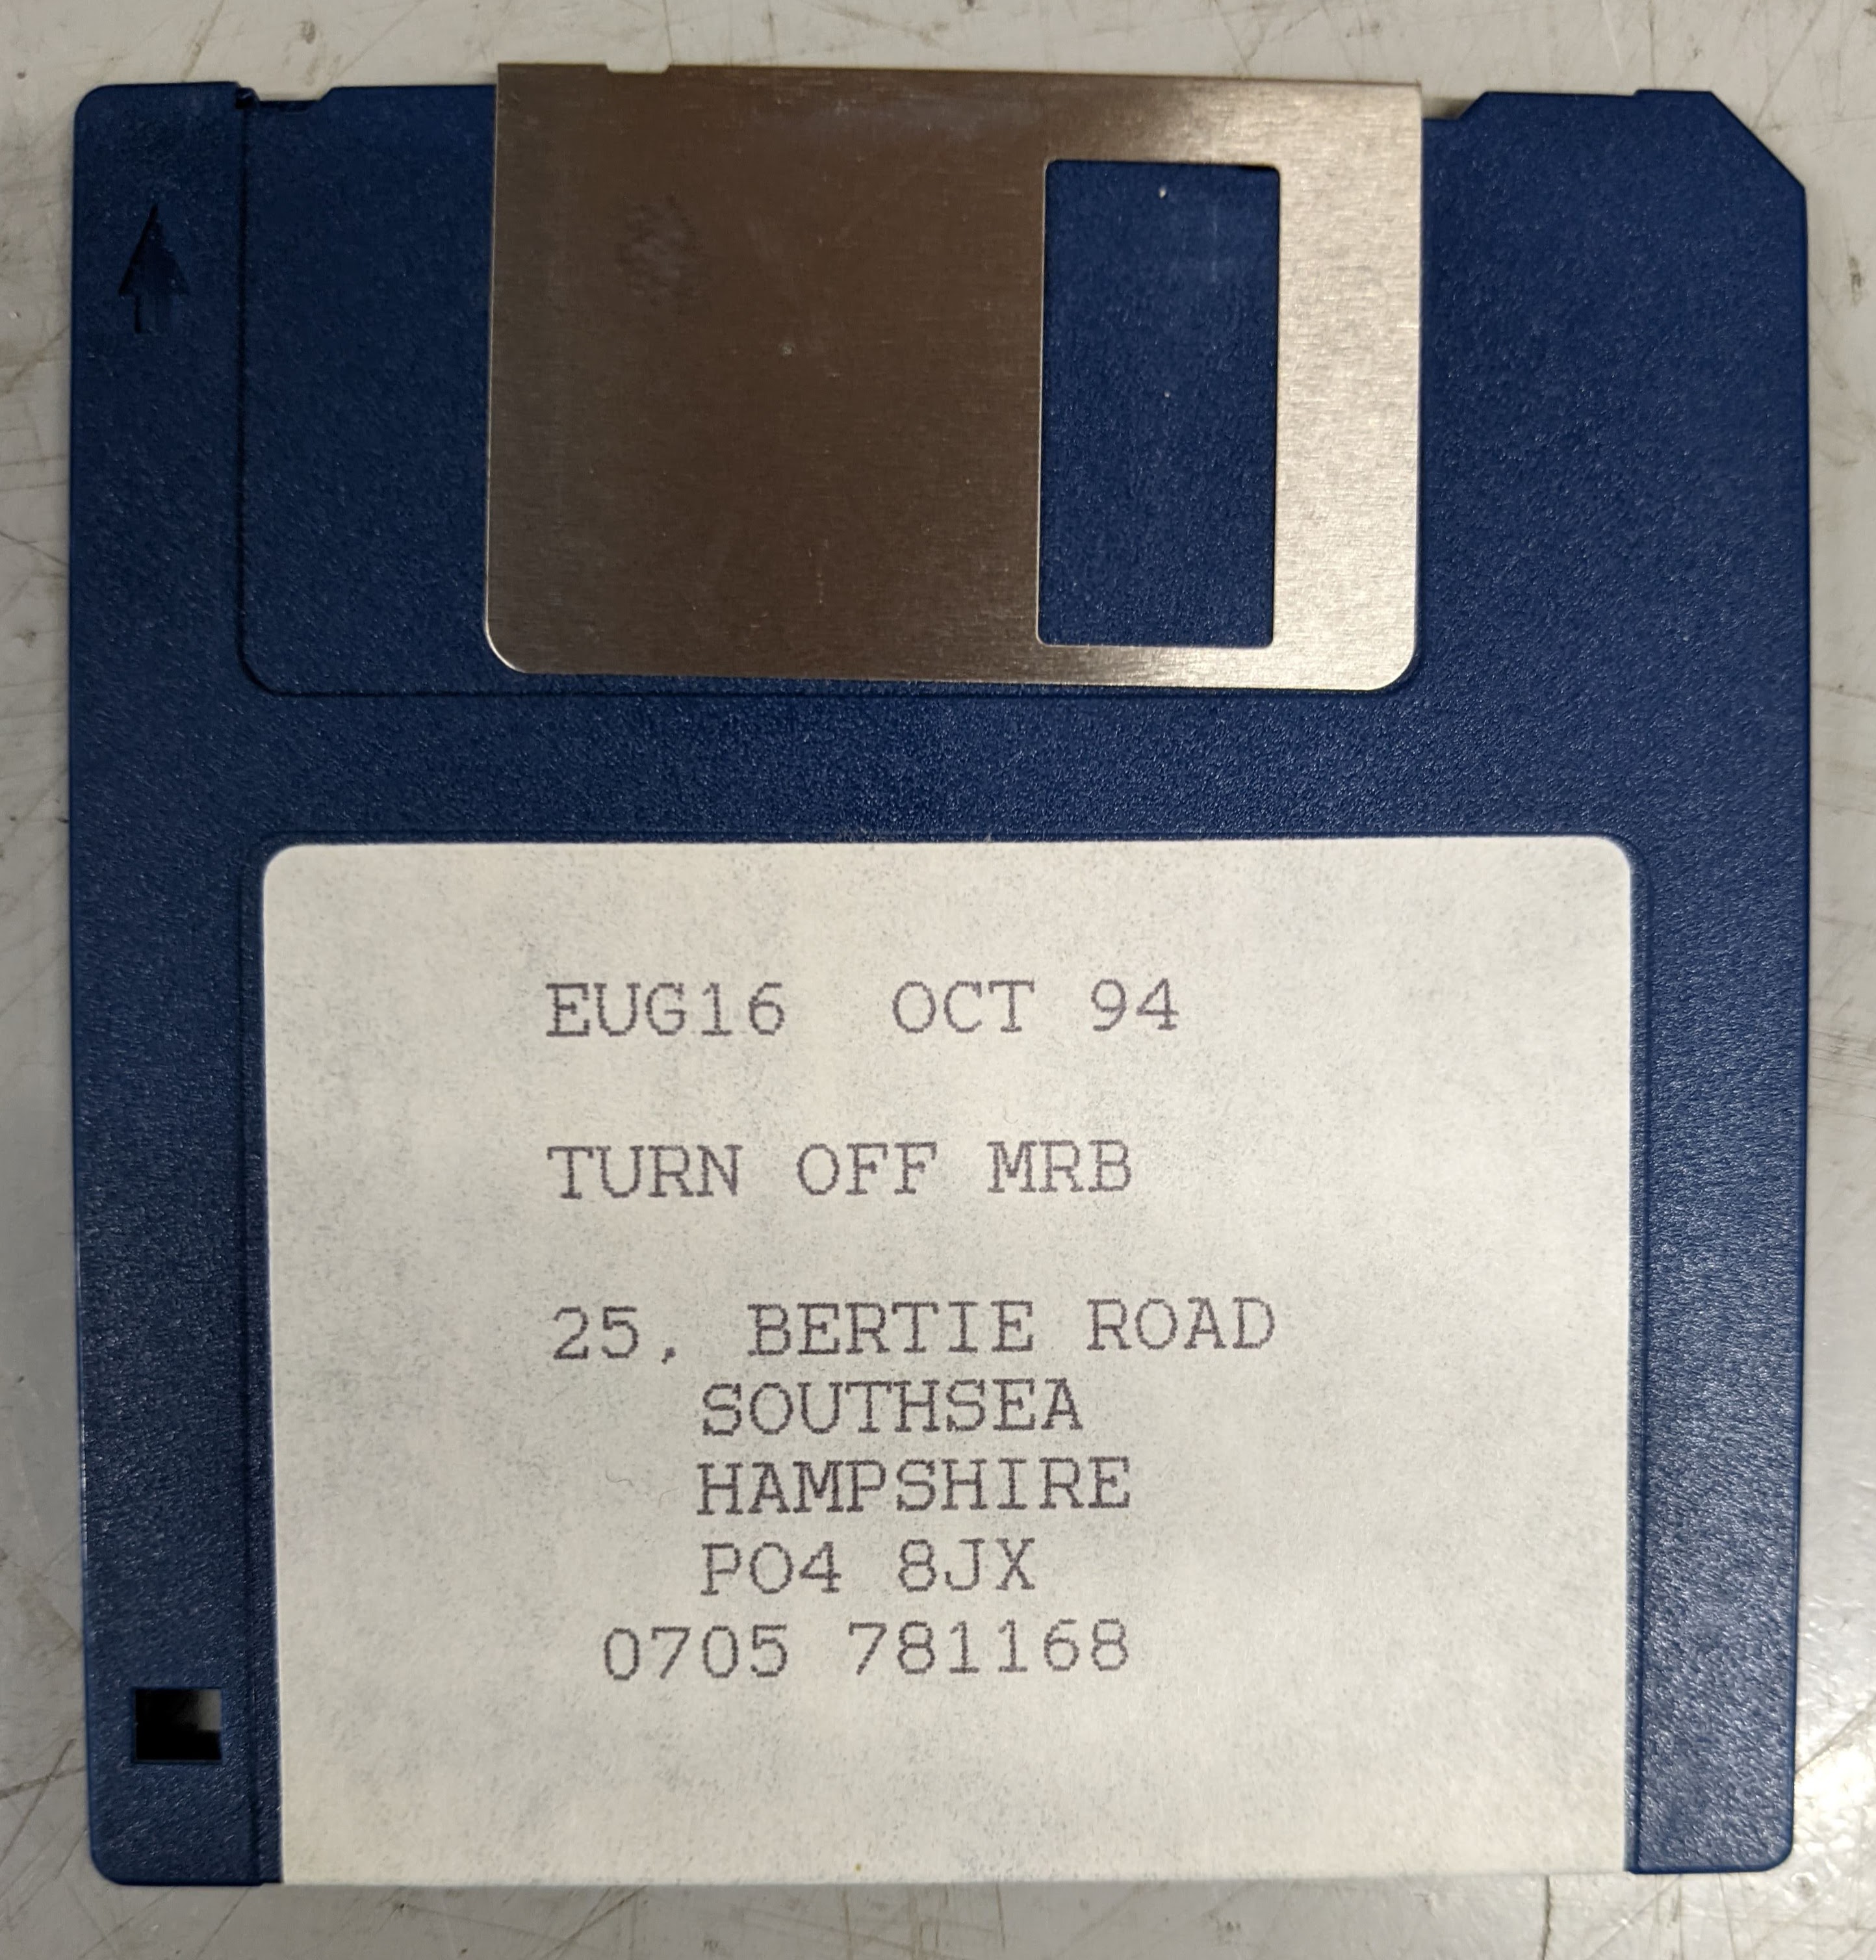 EUG16 OCT 94
TURN OFF MRB
25, BERTIE ROAD
SOUTHSEA
HAMPSHIRE
PO4 8JX
0705 781168